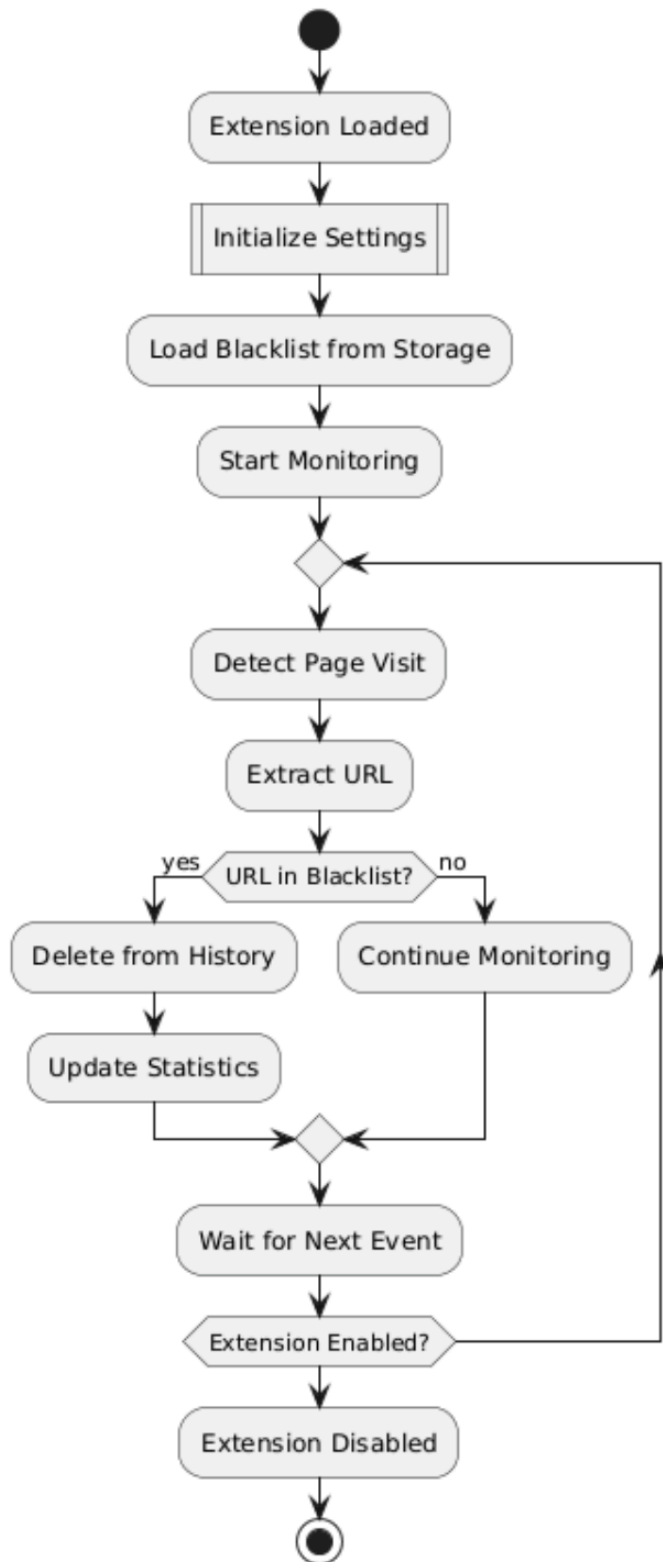 Extension Loaded
Initialize Settings
Load Blacklist from Storage
Start Monitoring
Detect Page Visit
Extract URL
yes
URL in Blacklist?
no
Delete from History
Continue Monitoring
Update Statistics
Wait for Next Event
Extension Enabled?
Extension Disabled